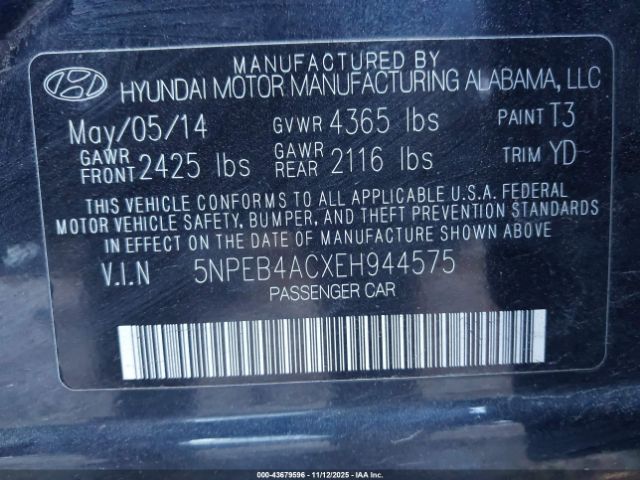 MANUFACTURED BY
HYUNDAI MOTOR MANUFACTURING ALABAMA, LLC
May/05/14 GVWR 4365 lbs PAINT T3
GAWR FRONT 2425 lbs GAWR REAR 2116 lbs TRIM YD
THIS VEHICLE CONFORMS TO ALL APPLICABLE U.S.A. FEDERAL
MOTOR VEHICLE SAFETY, BUMPER, AND THEFT PREVENTION STANDARDS
IN EFFECT ON THE DATE OF MANUFACTURE SHOWN ABOVE
V.I.N 5NPEB4ACXEH944575
PASSENGER CAR
000-43679596 - 11/12/2025 - IAA Inc.